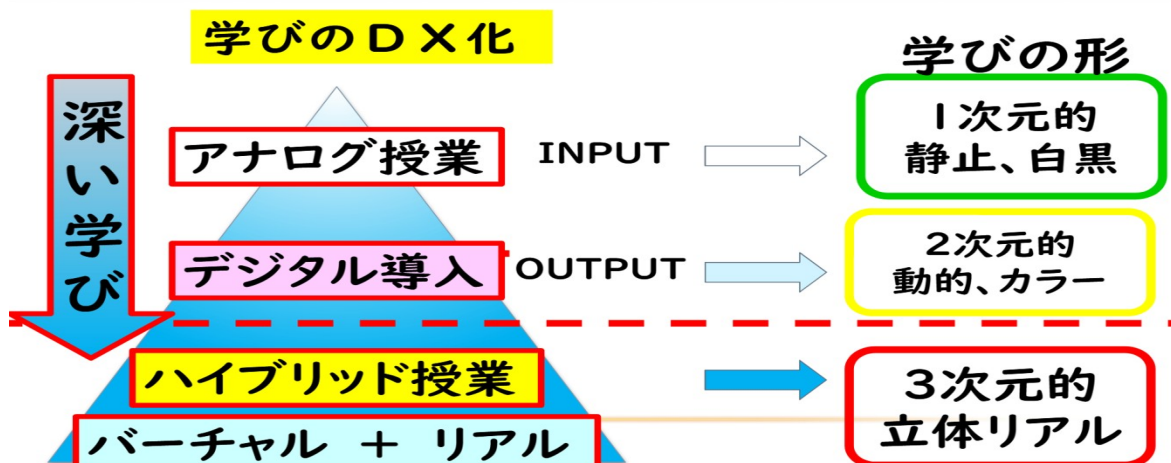 学びのDX化
学びの形
深い学び
アナログ授業
INPUT
1次元的
静止、白黒
デジタル導入
OUTPUT
2次元的
動的、カラー
ハイブリッド授業
3次元的
立体リアル
バーチャル + リアル